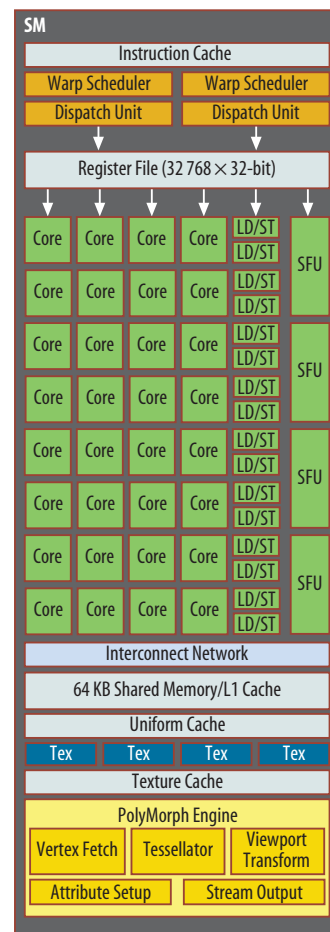 SM
Instruction Cache
Warp Scheduler Warp Scheduler
Dispatch Unit Dispatch Unit
Register File (32 768 × 32-bit)
Core Core Core Core LD/ST
LD/ST
SFU
Core Core Core Core LD/ST
LD/ST
Core Core Core Core LD/ST
LD/ST
SFU
Core Core Core Core LD/ST
LD/ST
Core Core Core Core LD/ST
LD/ST
SFU
Core Core Core Core LD/ST
LD/ST
Core Core Core Core LD/ST
LD/ST
SFU
Core Core Core Core LD/ST
LD/ST
Interconnect Network
64 KB Shared Memory/L1 Cache
Uniform Cache
Tex Tex Tex Tex
Texture Cache
PolyMorph Engine
Vertex Fetch Tessellator Viewport
Transform
Attribute Setup Stream Output